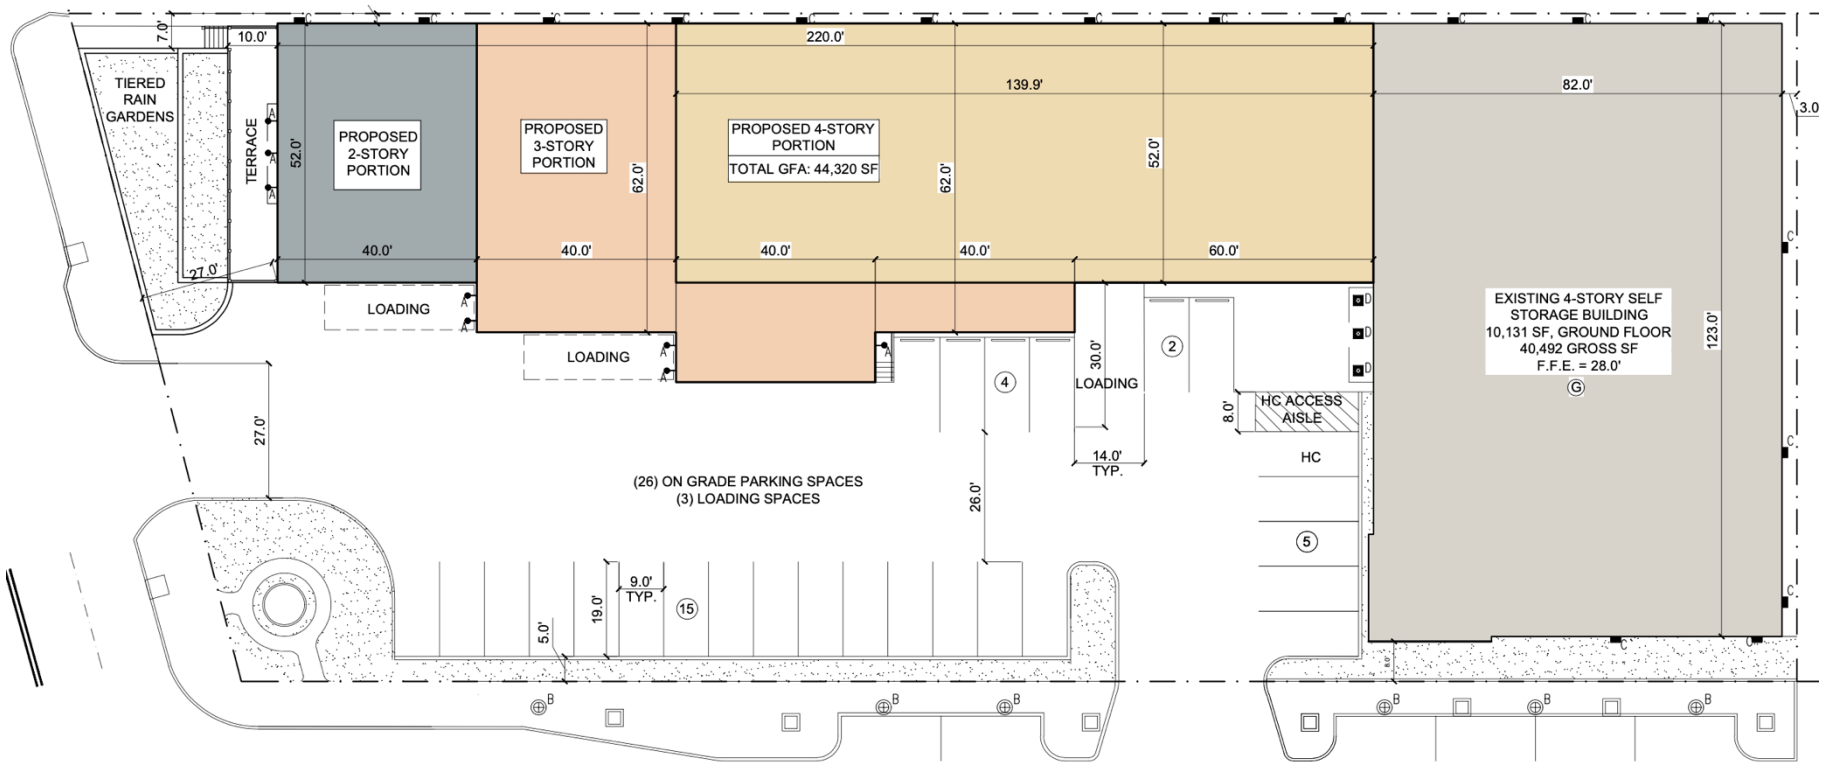 7.0'
10.0'
220.0'
139.9'
82.0'
3.0
TIERED
RAIN
GARDENS
TERRACE
52.0'
PROPOSED
2-STORY
PORTION
PROPOSED
3-STORY
PORTION
62.0'
PROPOSED 4-STORY
PORTION
TOTAL GFA: 44,320 SF
62.0'
52.0'
40.0'
40.0'
40.0'
40.0'
60.0'
27.0'
LOADING
LOADING
A
A
A
A
A
A
A
A
C
C
C
C
C
C
C
C
C
C
C
C
4
30.0'
LOADING
2
D
D
D
EXISTING 4-STORY SELF
STORAGE BUILDING
10,131 SF, GROUND FLOOR
40,492 GROSS SF
F.F.E. = 28.0'
G
123.0'
C
C
C
8.0'
HC ACCESS
AISLE
HC
14.0'
TYP.
27.0'
(26) ON GRADE PARKING SPACES
(3) LOADING SPACES
26.0'
5
9.0'
TYP.
19.0'
15
5.0'
8.0'
C
C
B
B
B
B
B
B